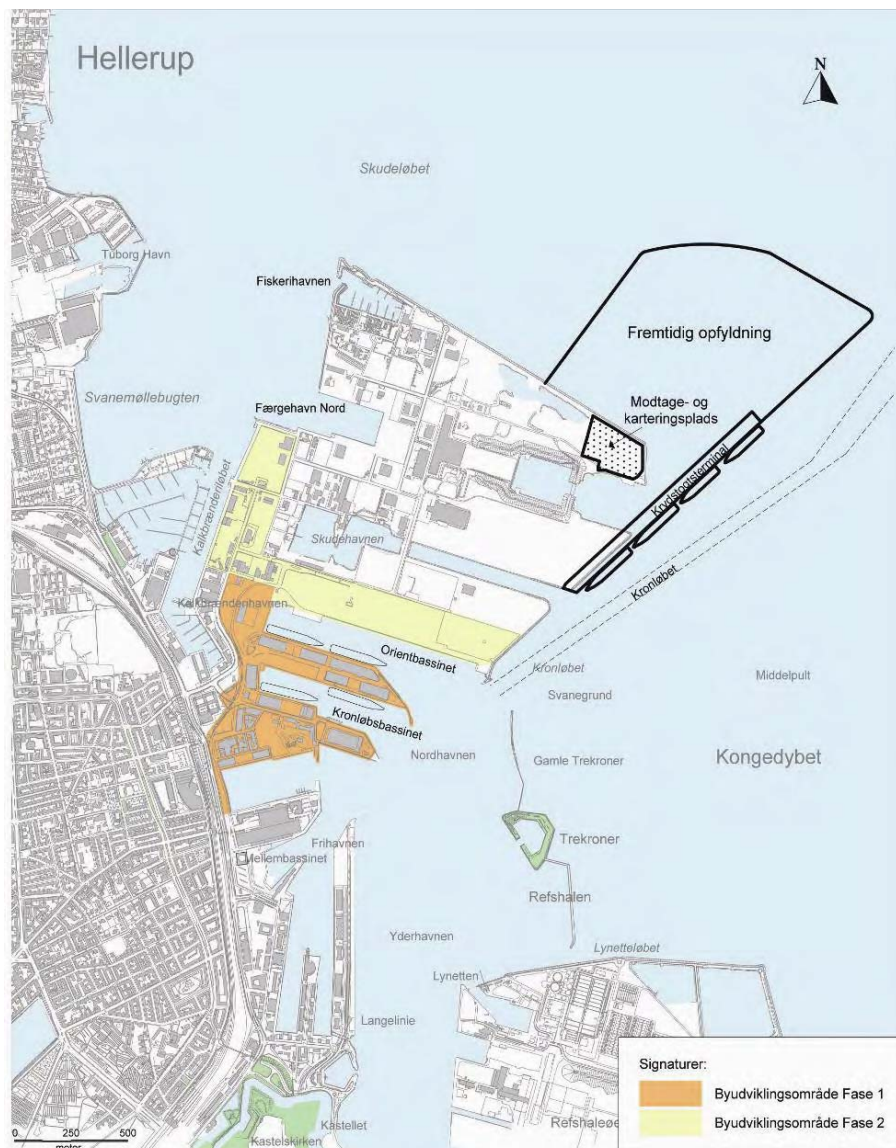 Hellerup
N
Skudeløbet
Tuborg Havn
Fiskerihavnen
Fremtidig opfyldning
Modtage- og
karteringsplads
Svanemøllebugten
Færgehavn Nord
Kalkbrænderiløbet
Krydstogtsterminal
Skudehavnen
Kronløbet
Kalkbrænderihavnen
Orientbassinet
Kronløbet
Svanegrund
Middelpult
Kronløbsbassinet
Nordhavnen
Gamle Trekroner
Kongedybet
Trekroner
Frihavnen
Mellembassinet
Refshalen
Yderhavnen
Lynetteløbet
Lynetten
Langelinie
Signaturer:
Byudviklingsområde Fase 1
Byudviklingsområde Fase 2
Kastellet
Kastelskirken
0 250 500
meter